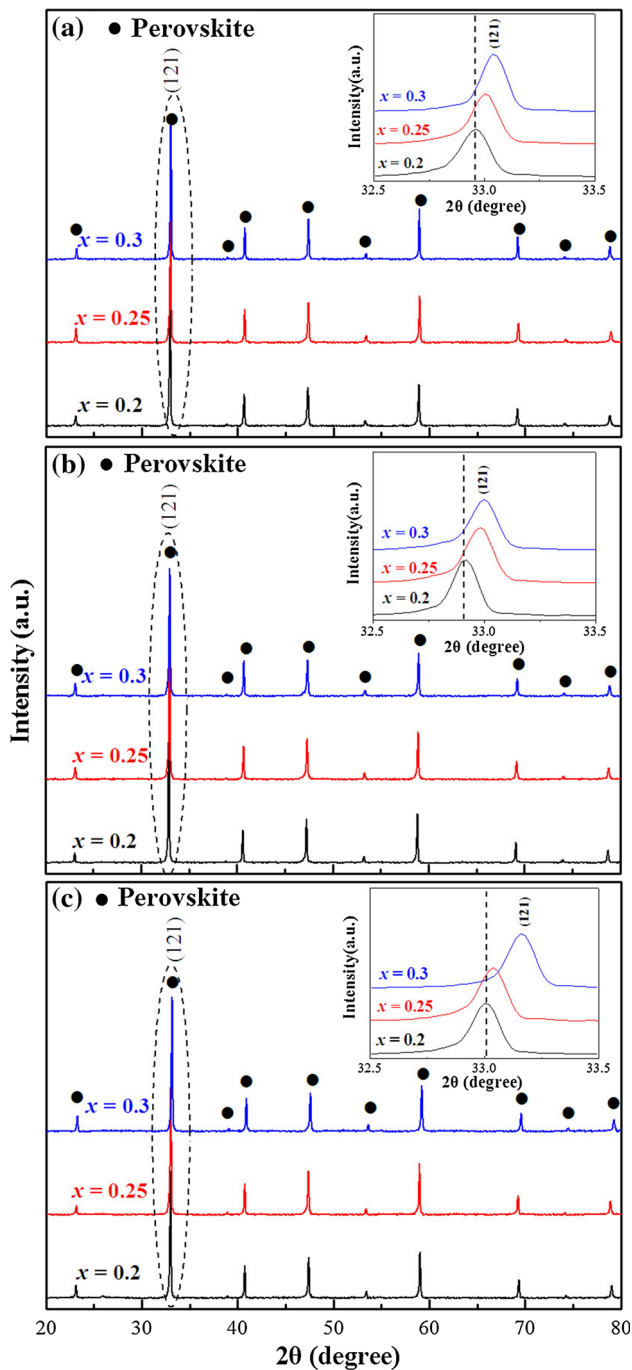 Intensity (a.u.)
(a) ● Perovskite
(121)
x = 0.3
x = 0.25
x = 0.2
Intensity(a.u.)
(121)
x = 0.3
x = 0.25
x = 0.2
32.5 33.0 33.5
2θ (degree)
(b) ● Perovskite
(121)
x = 0.3
x = 0.25
x = 0.2
Intensity(a.u.)
(121)
x = 0.3
x = 0.25
x = 0.2
32.5 33.0 33.5
2θ (degree)
(c) ● Perovskite
(121)
x = 0.3
x = 0.25
x = 0.2
Intensity(a.u.)
(121)
x = 0.3
x = 0.25
x = 0.2
32.5 33.0 33.5
2θ (degree)
20 30 40 50 60 70 80
2θ (degree)